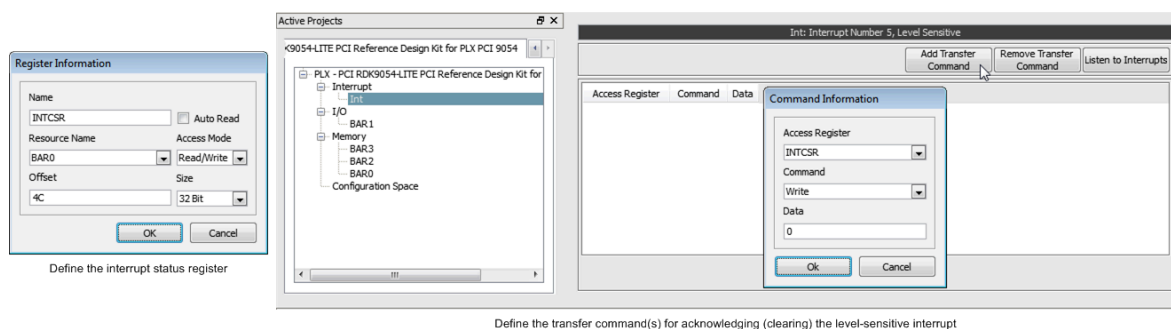 Register Information
Name
INTCSR
Auto Read
Resource Name
Access Mode
BAR0
Read/Write
Offset
Size
4C
32 Bit
OK
Cancel
Define the interrupt status register
Active Projects
K9054-LITE PCI Reference Design Kit for PLX PCI 9054
PLX - PCI RDK9054-LITE PCI Reference Design Kit for
Interrupt
Int
I/O
BAR1
Memory
BAR3
BAR2
BAR0
Configuration Space
Int: Interrupt Number 5, Level Sensitive
Add Transfer
Command
Remove Transfer
Command
Listen to Interrupts
Access Register
Command
Data
Command Information
Access Register
INTCSR
Command
Write
Data
0
Ok
Cancel
Define the transfer command(s) for acknowledging (clearing) the level-sensitive interrupt